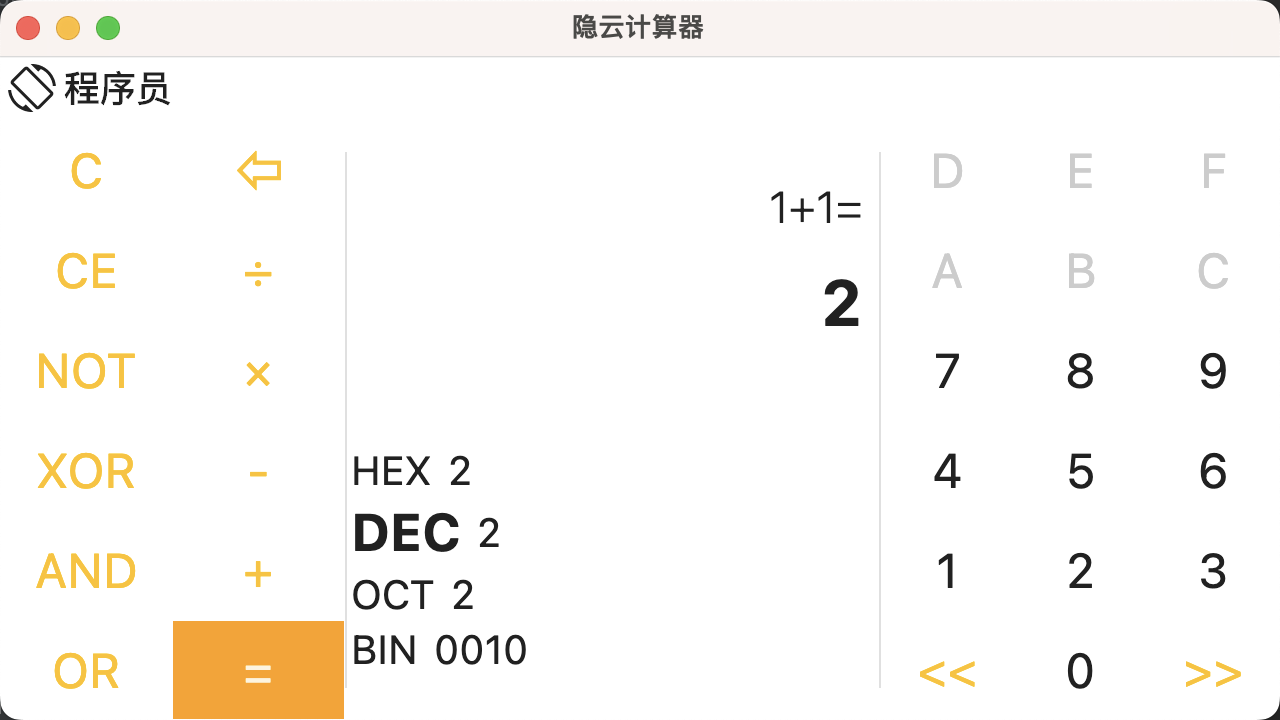 隐云计算器
程序员
C
D E F
1+1=
CE ÷
A B C
2
NOT ×
7 8 9
XOR -
HEX 2
4 5 6
DEC 2
AND +
OCT 2
1 2 3
BIN 0010
OR =
<< 0 >>